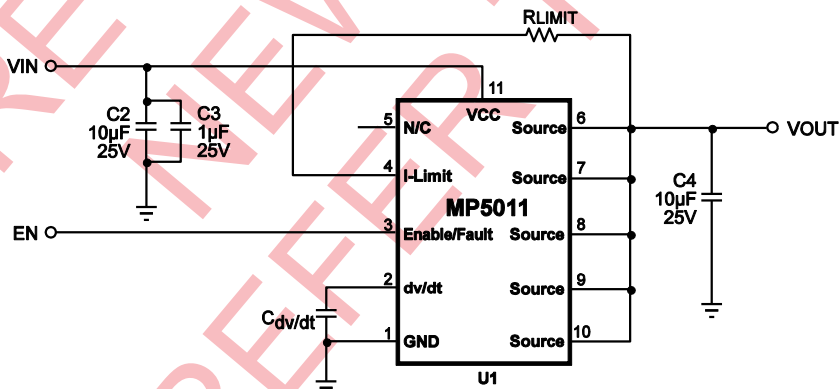 RLIMIT
VIN
11
VCC
C2
10µF
25V
C3
1µF
25V
5
N/C
Source
6
VOUT
4
I-Limit
Source
7
C4
10µF
25V
MP5011
EN
3
Enable/Fault
Source
8
2
dv/dt
Source
9
Cdv/dt
1
GND
Source
10
U1